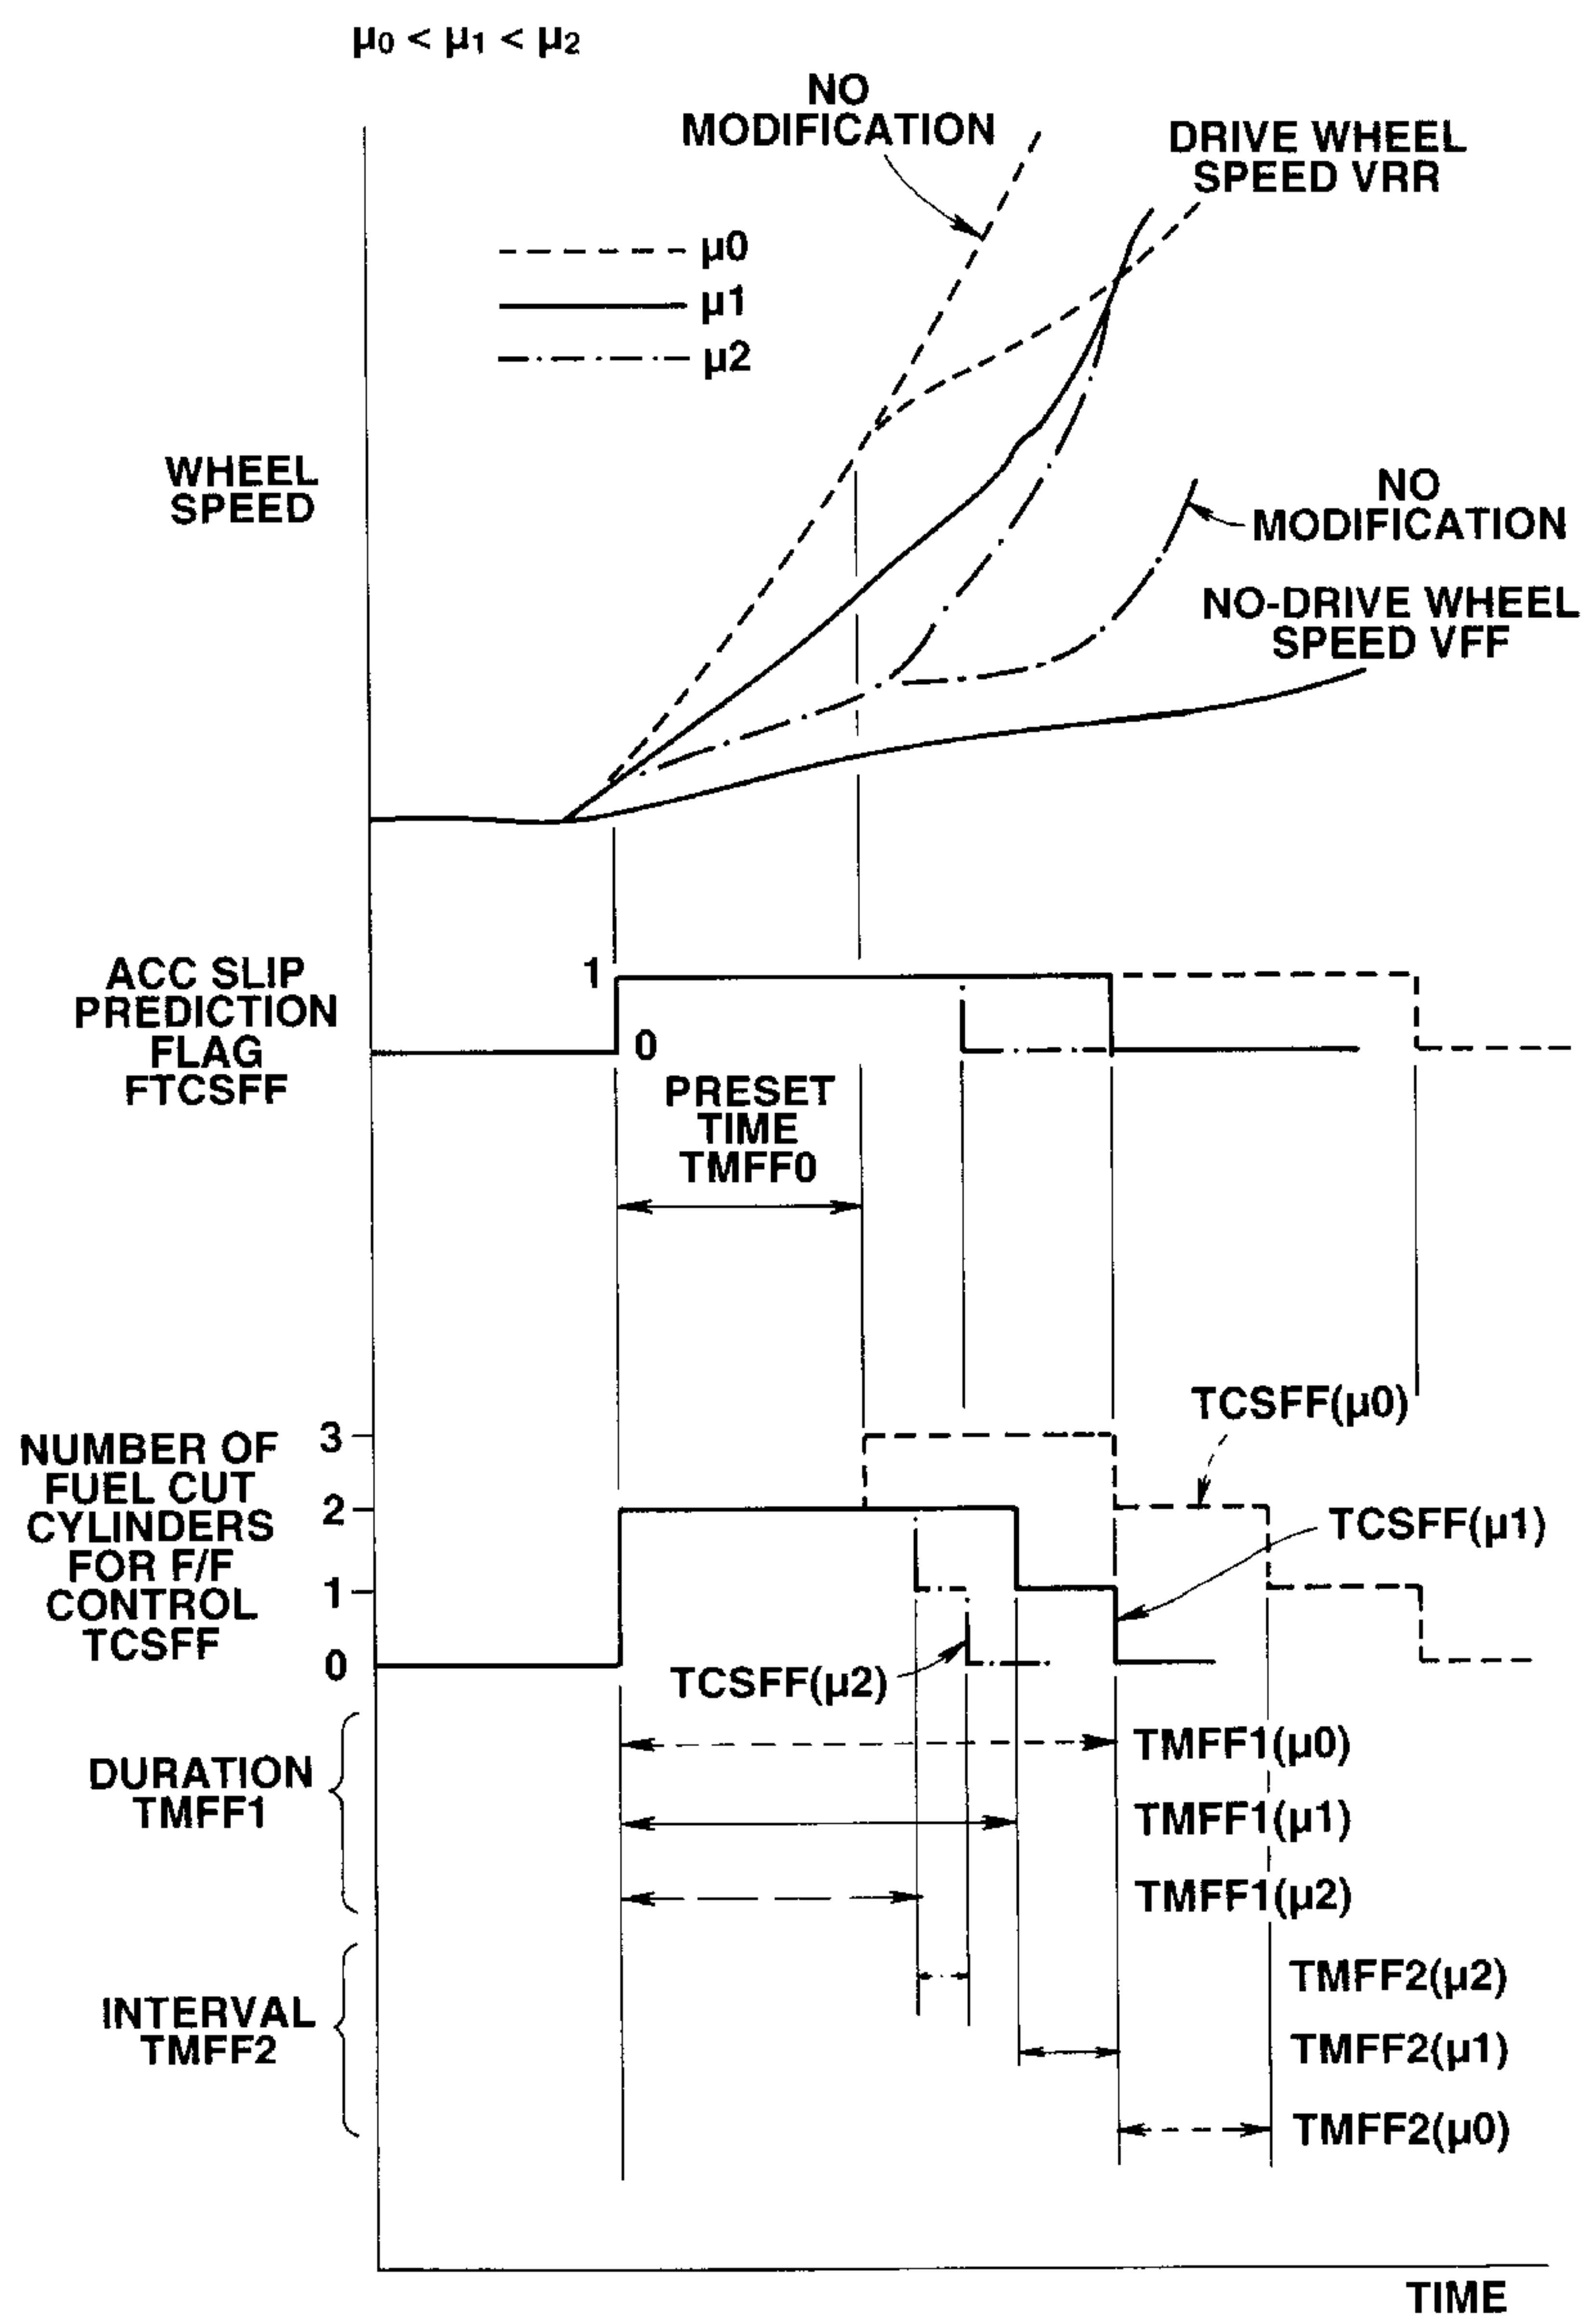 µ0 < µ1 < µ2
NO
MODIFICATION
DRIVE WHEEL
SPEED VRR
µ0
µ1
µ2
WHEEL
SPEED
NO
MODIFICATION
NO-DRIVE WHEEL
SPEED VFF
ACC SLIP
PREDICTION
FLAG
FTCSFF
1
0
PRESET
TIME
TMFF0
NUMBER OF
FUEL CUT
CYLINDERS
FOR F/F
CONTROL
TCSFF
3
2
1
0
TCSFF(µ0)
TCSFF(µ1)
TCSFF(µ2)
DURATION
TMFF1
TMFF1(µ0)
TMFF1(µ1)
TMFF1(µ2)
INTERVAL
TMFF2
TMFF2(µ2)
TMFF2(µ1)
TMFF2(µ0)
TIME